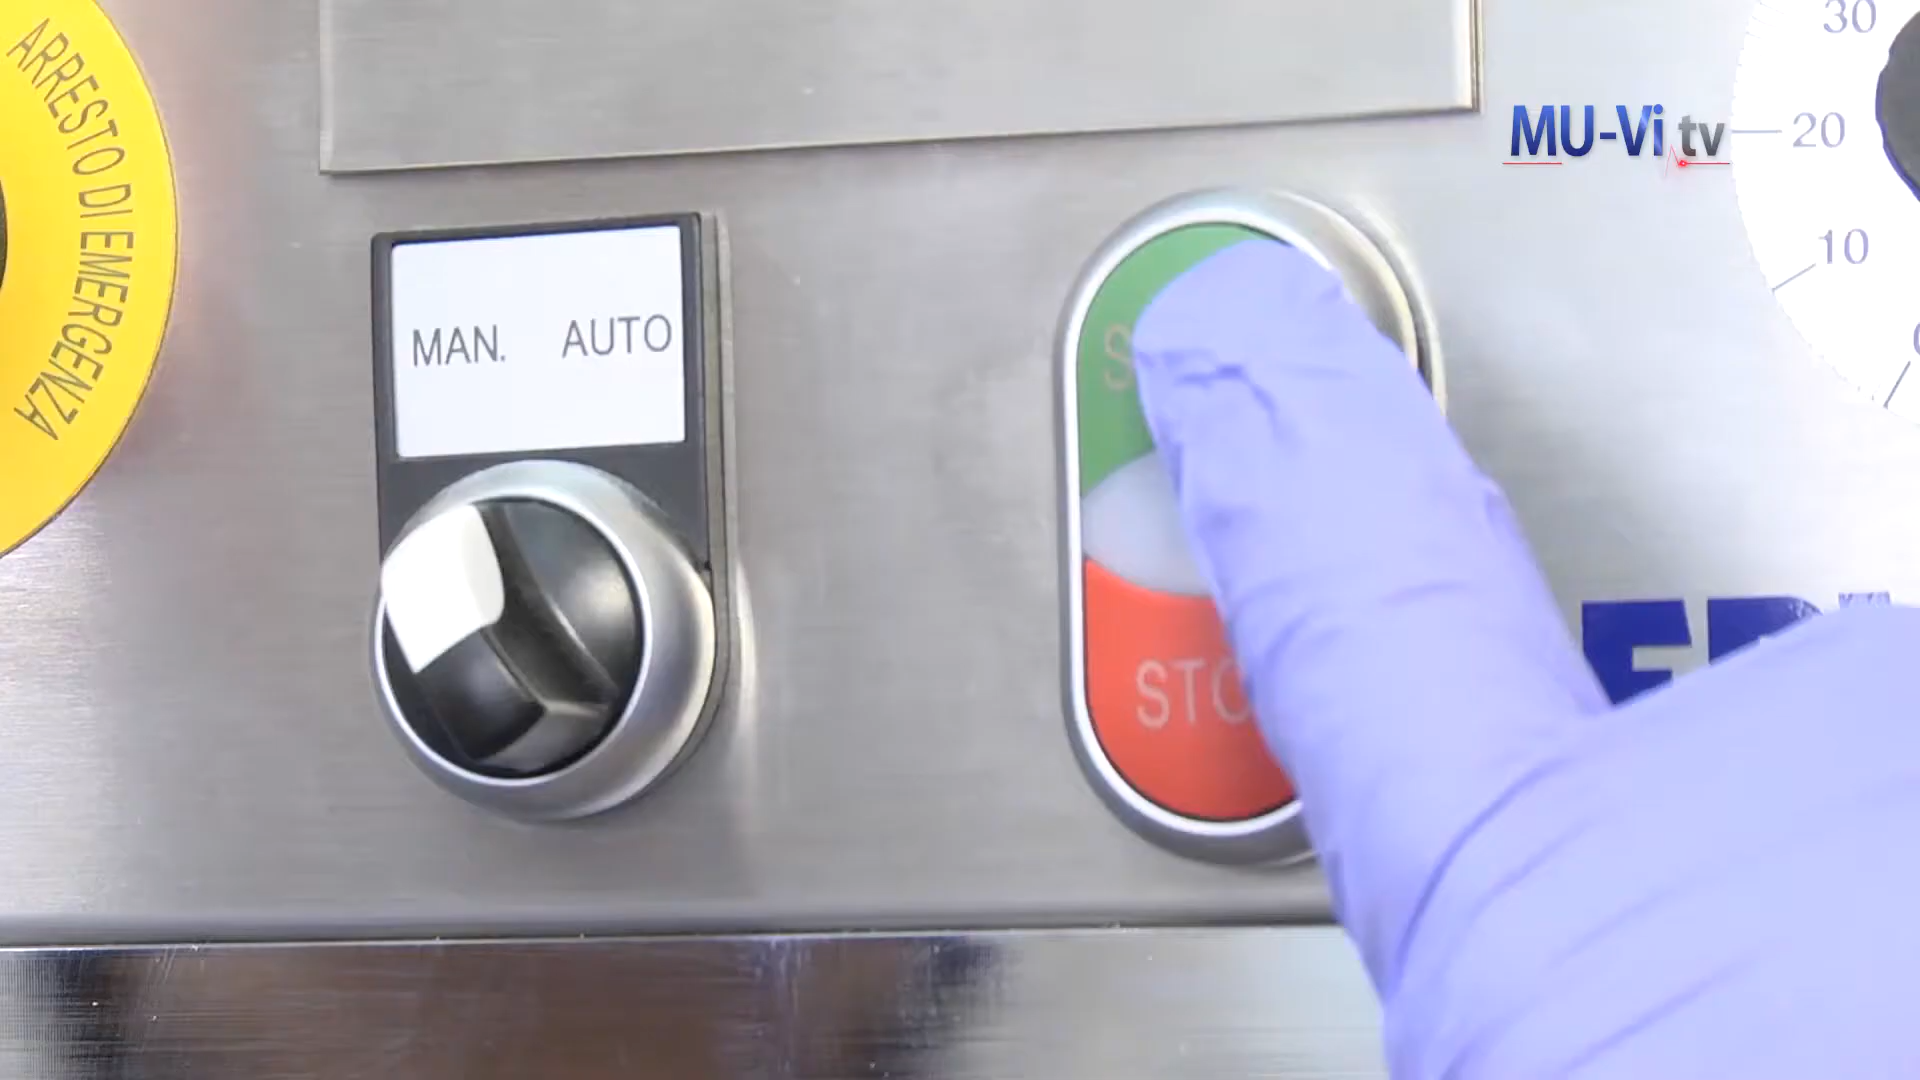 ARRESTO DI EMERGENZA
MAN. AUTO
MU-Vi tv
30
20
10